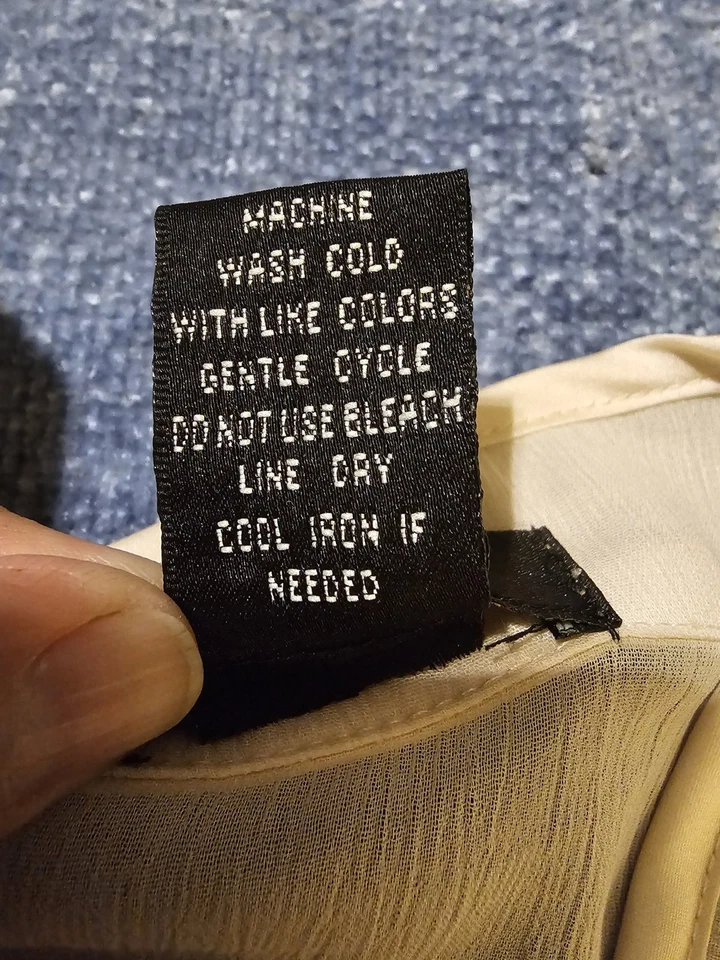 MACHINE
WASH COLD
WITH LIKE COLORS
GENTLE CYCLE
DO NOT USE BLEACH
LINE DRY
COOL IRON IF
NEEDED